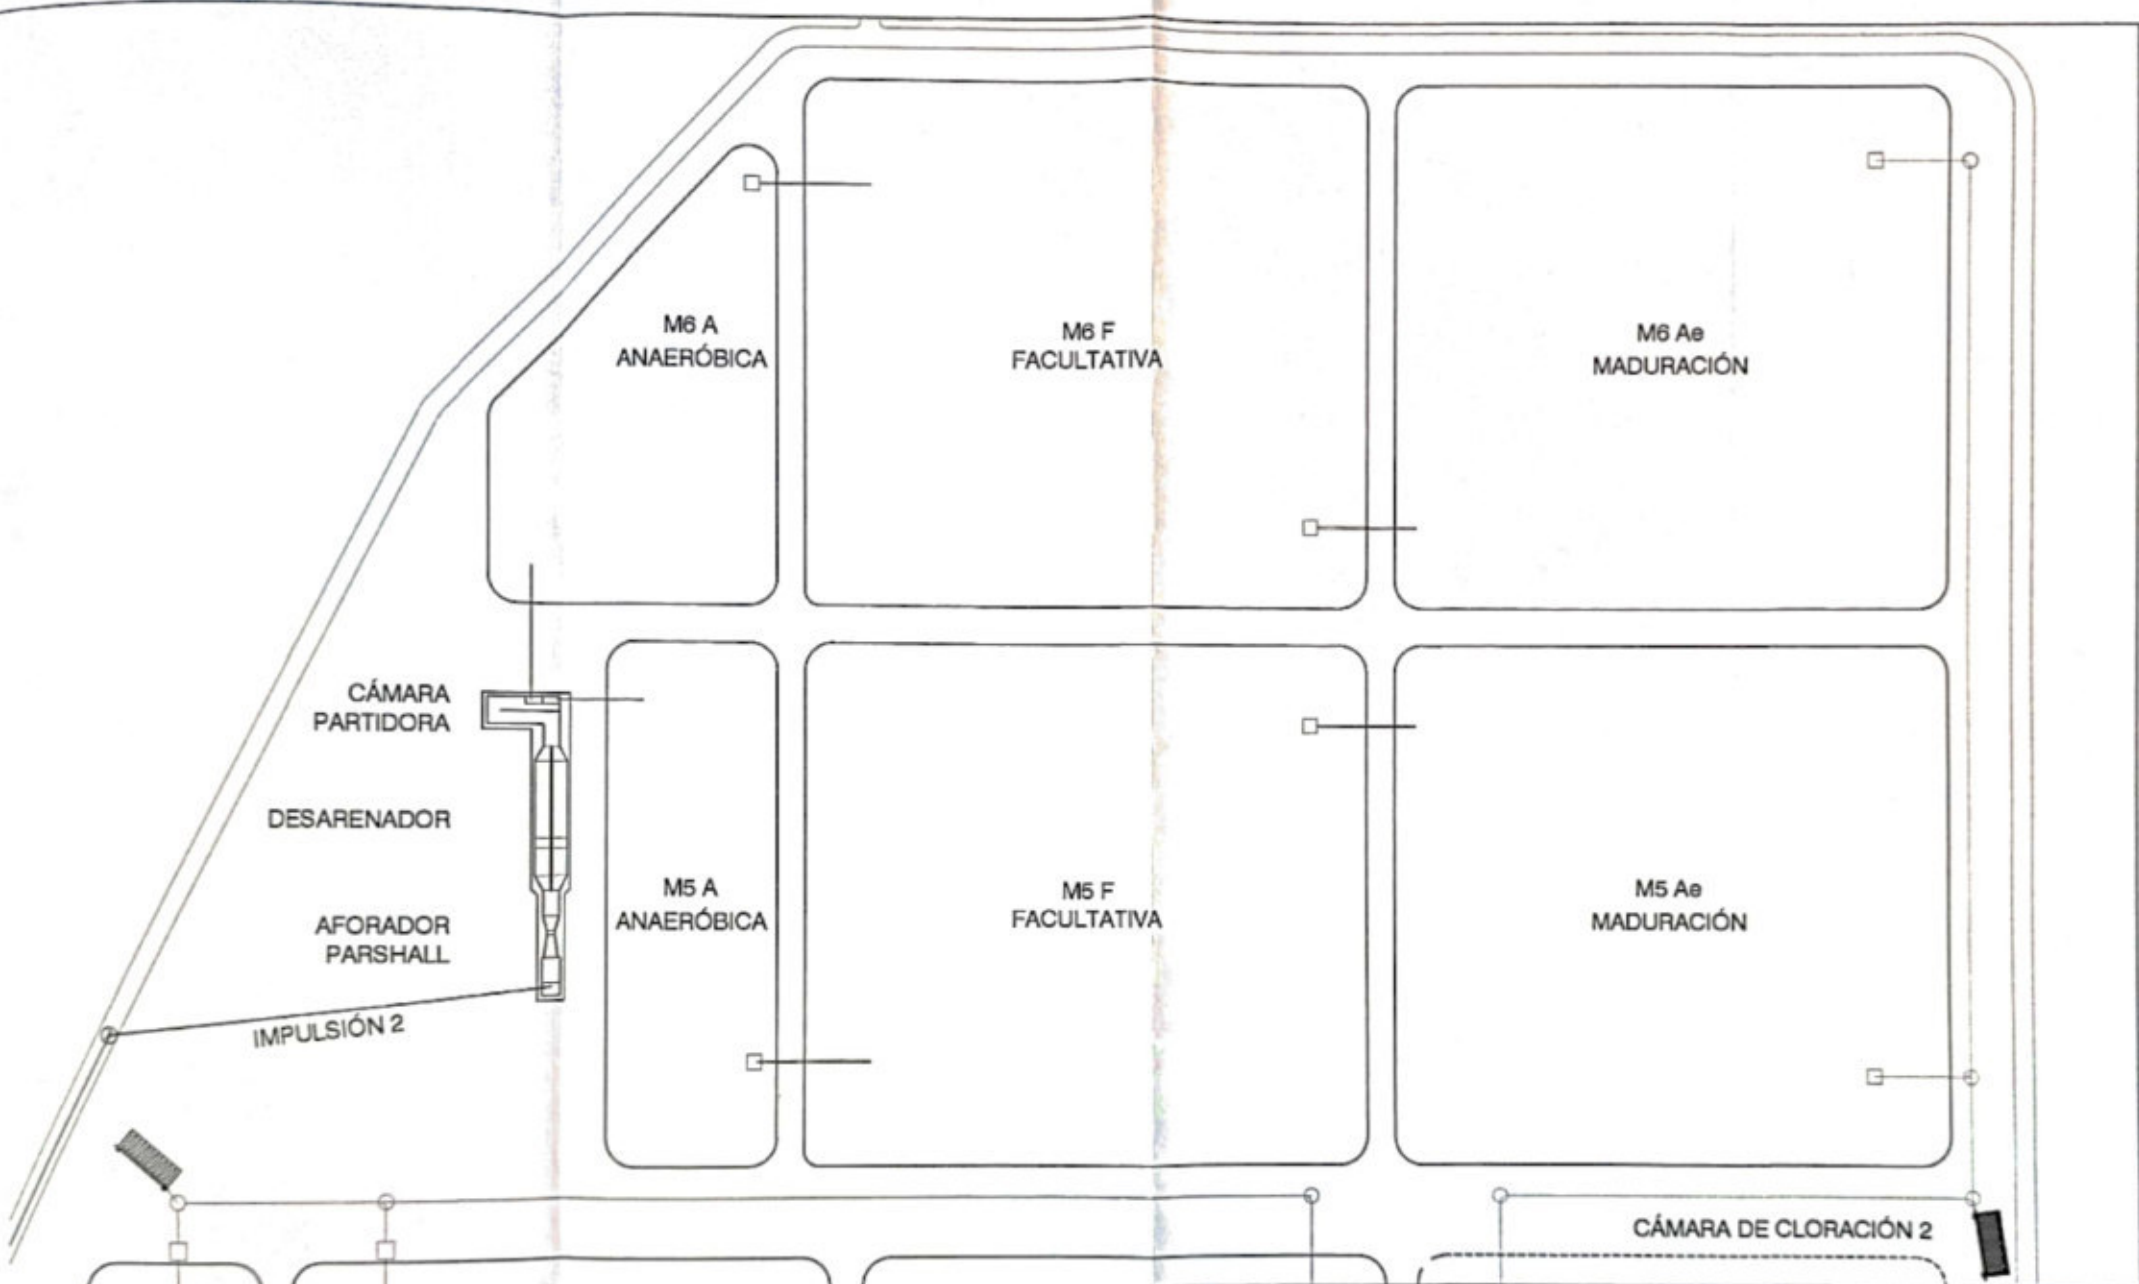 M6 A
ANAERÓBICA
M6 F
FACULTATIVA
M6 Ae
MADURACIÓN
CÁMARA
PARTIDORA
DESARENADOR
AFORADOR
PARSHALL
IMPULSIÓN 2
M5 A
ANAERÓBICA
M5 F
FACULTATIVA
M5 Ae
MADURACIÓN
CÁMARA DE CLORACIÓN 2